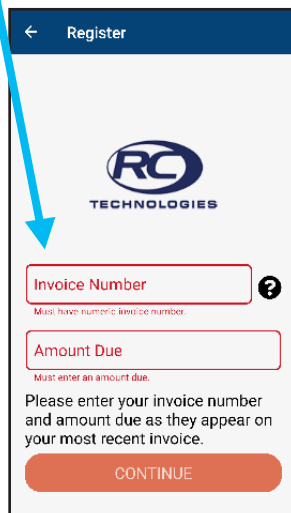 Register
RC
TECHNOLOGIES
Invoice Number
?
Must have numeric invoice number.
Amount Due
Must enter an amount due.
Please enter your invoice number
and amount due as they appear on
your most recent invoice.
CONTINUE